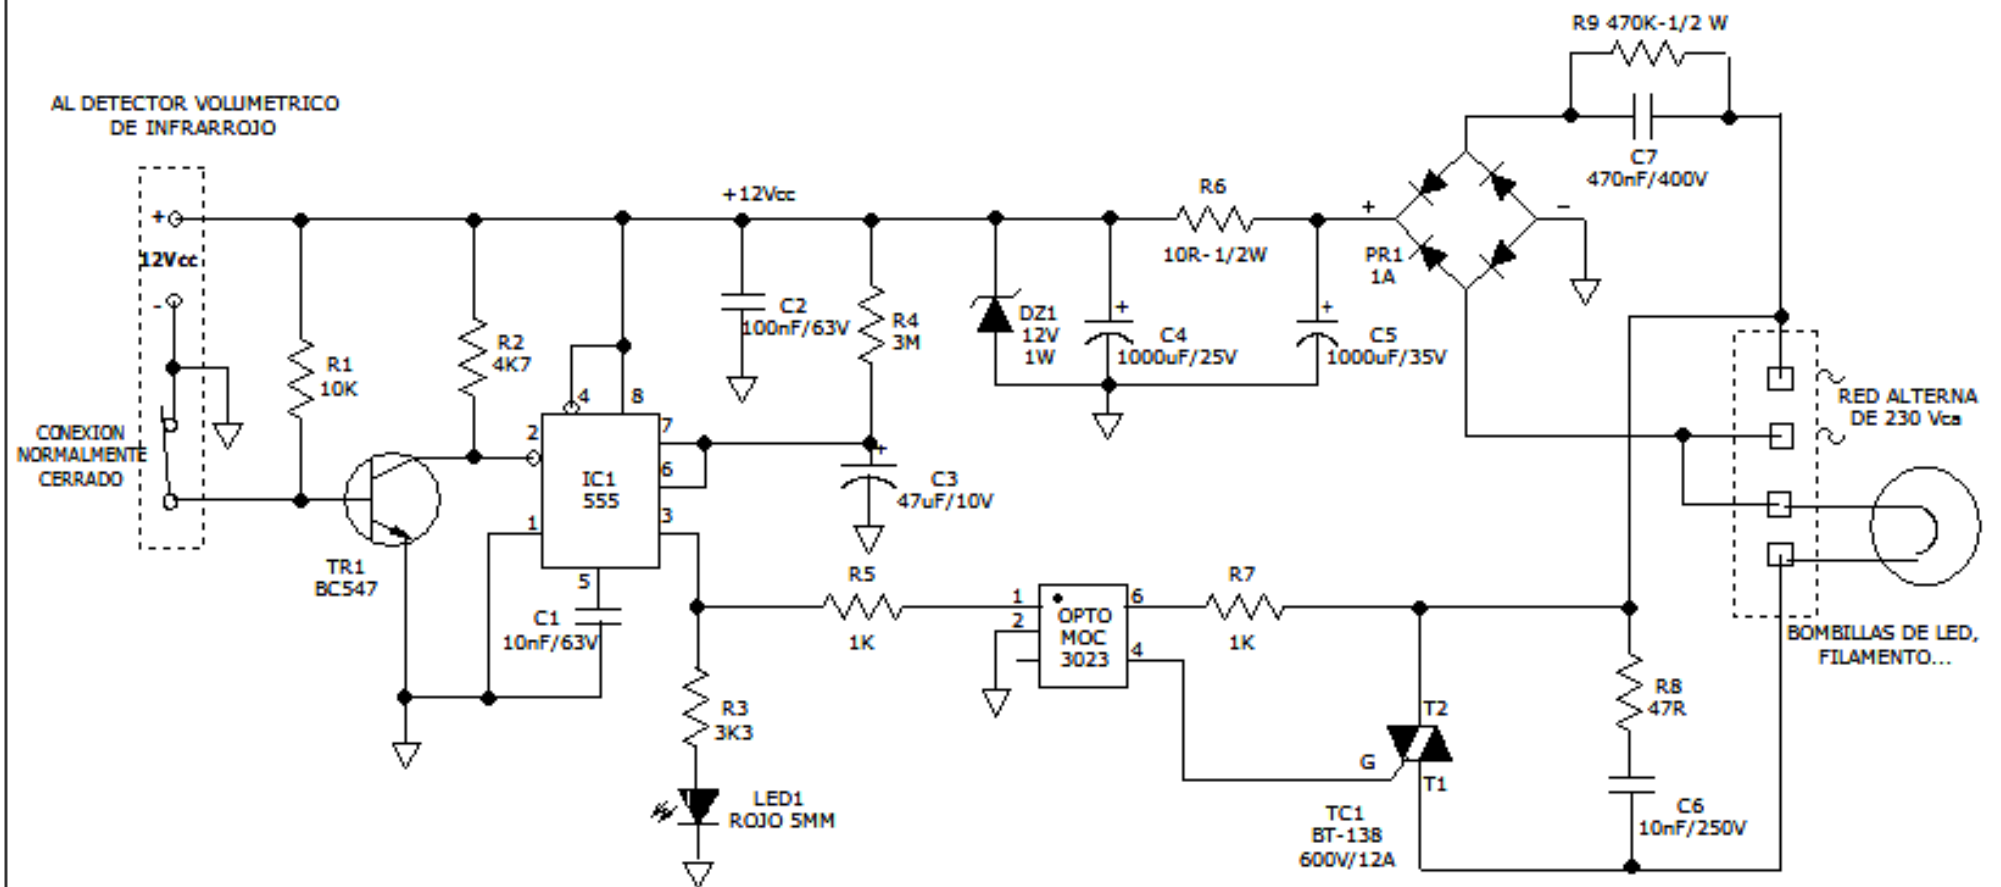 R9 470K-1/2 W
C7
470nF/400V
AL DETECTOR VOLUMETRICO
DE INFRARROJO
+
12Vcc
-
CONEXION
NORMALMENTE
CERRADO
+12Vcc
R1
10K
R2
4K7
TR1
BC547
4
8
2
7
6
3
1
5
IC1
555
C1
10nF/63V
C2
100nF/63V
R4
3M
+
C3
47uF/10V
DZ1
12V
1W
+
C4
1000uF/25V
R6
10R-1/2W
+
C5
1000uF/35V
+
-
PR1
1A
RED ALTERNA
DE 230 Vca
BOMBILLAS DE LED,
FILAMENTO...
R3
3K3
LED1
ROJO 5MM
R5
1K
1
2
6
4
OPTO
MOC
3023
R7
1K
T2
G
T1
TC1
BT-138
600V/12A
R8
47R
C6
10nF/250V